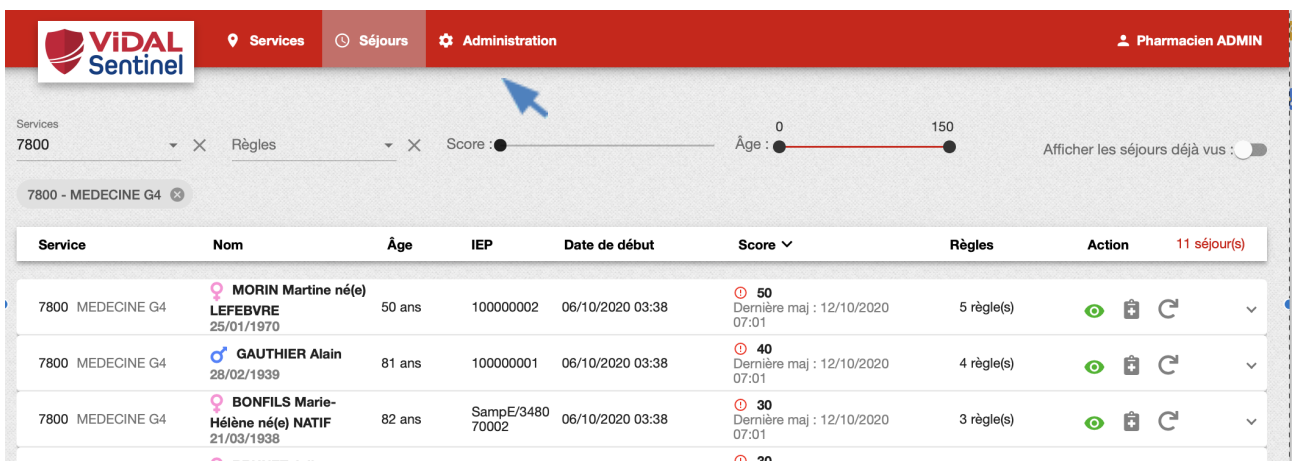 ViDAL Sentinel
Services Séjours Administration Pharmacien ADMIN
Services
7800 Règles Score : Âge : 0 150 Afficher les séjours déjà vus :
7800 - MEDECINE G4
Service Nom Âge IEP Date de début Score Règles Action 11 séjour(s)
7800 MEDECINE G4 MORIN Martine né(e) LEFEBVRE 25/01/1970 50 ans 100000002 06/10/2020 03:38 50 Dernière maj : 12/10/2020 07:01 5 règle(s)
7800 MEDECINE G4 GAUTHIER Alain 28/02/1939 81 ans 100000001 06/10/2020 03:38 40 Dernière maj : 12/10/2020 07:01 4 règle(s)
7800 MEDECINE G4 BONFILS Marie-Hélène né(e) NATIF 21/03/1938 82 ans SampE/348070002 06/10/2020 03:38 30 Dernière maj : 12/10/2020 07:01 3 règle(s)